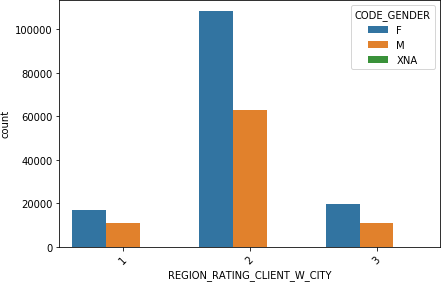 CODE_GENDER
F
M
XNA
100000
80000
60000
40000
20000
0
count
1
2
3
REGION_RATING_CLIENT_W_CITY